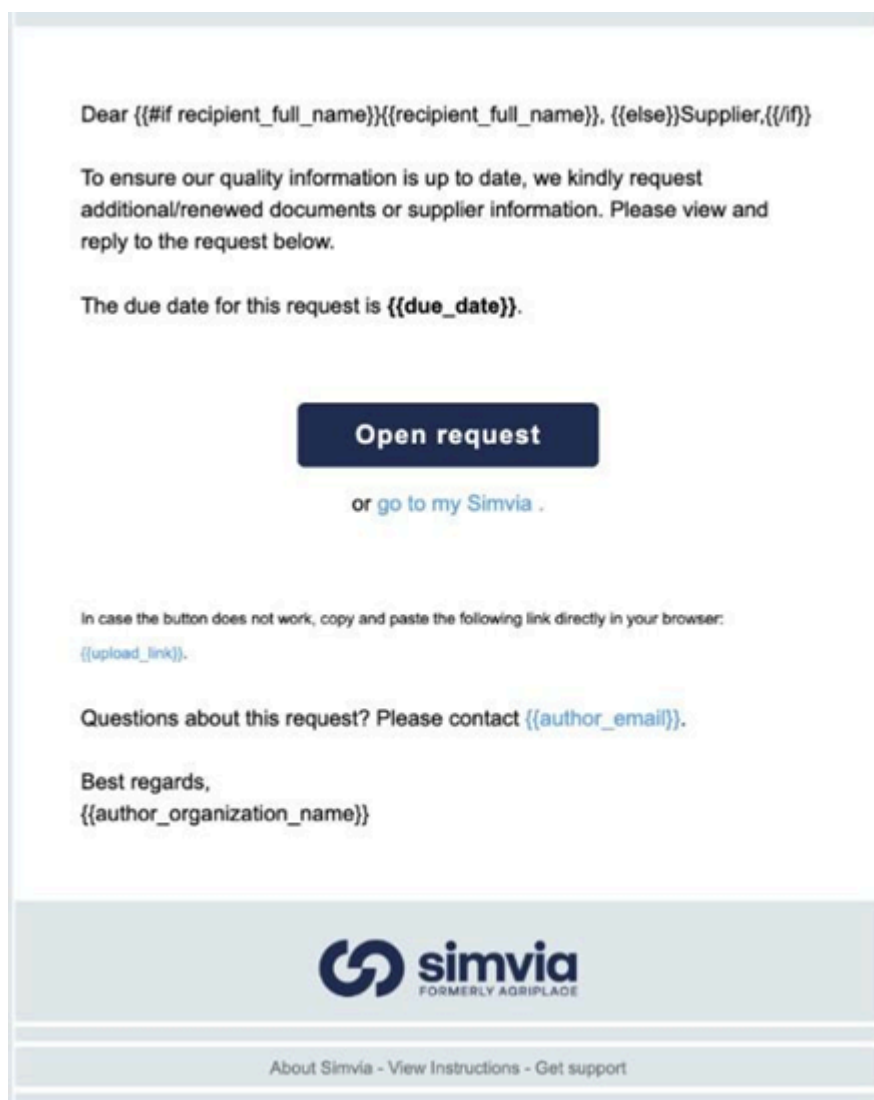 Dear {{#if recipient_full_name}}{{recipient_full_name}}, {{else}}Supplier,{{/if}}
To ensure our quality information is up to date, we kindly request
additional/renewed documents or supplier information. Please view and
reply to the request below.
The due date for this request is {{due_date}}.
Open request
or go to my Simvia .
In case the button does not work, copy and paste the following link directly in your browser:
{{upload_link}}.
Questions about this request? Please contact {{author_email}}.
Best regards,
{{author_organization_name}}
simvia
FORMERLY AGRIPLACE
About Simvia - View Instructions - Get support